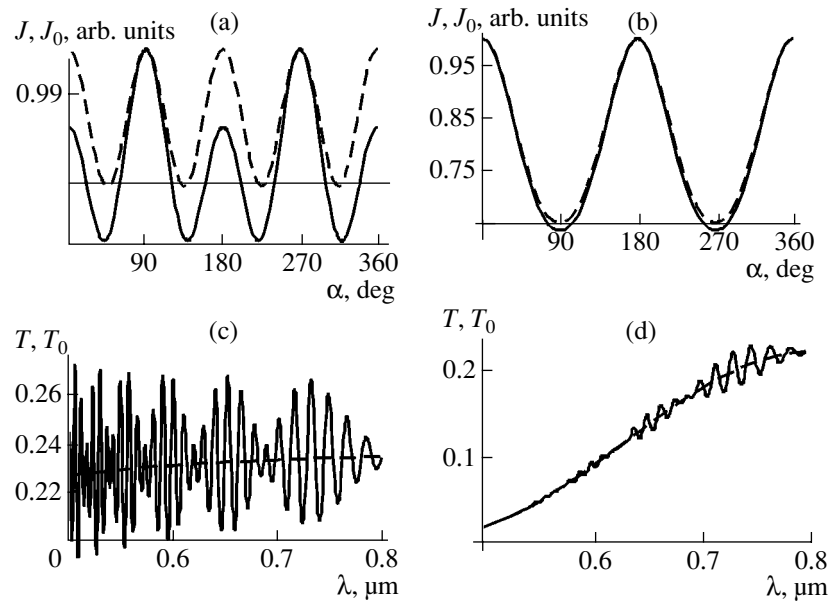 J, J0, arb. units
(a)
0.99
90
180
270
360
α, deg
J, J0, arb. units
(b)
0.95
0.85
0.75
90
180
270
360
α, deg
T, T0
(c)
0.26
0.24
0.22
0
0.6
0.7
0.8
λ, µm
T, T0
(d)
0.2
0.1
0.6
0.7
0.8
λ, µm